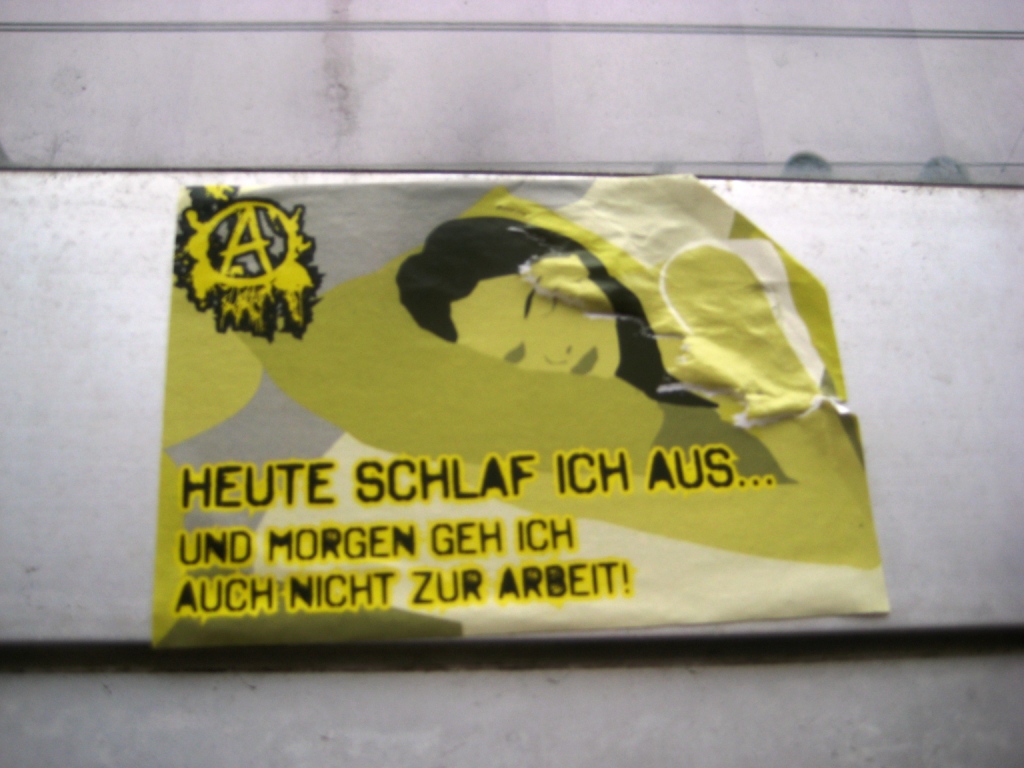 A
HEUTE SCHLAF ICH AUS...
UND MORGEN GEH ICH
AUCH NICHT ZUR ARBEIT!